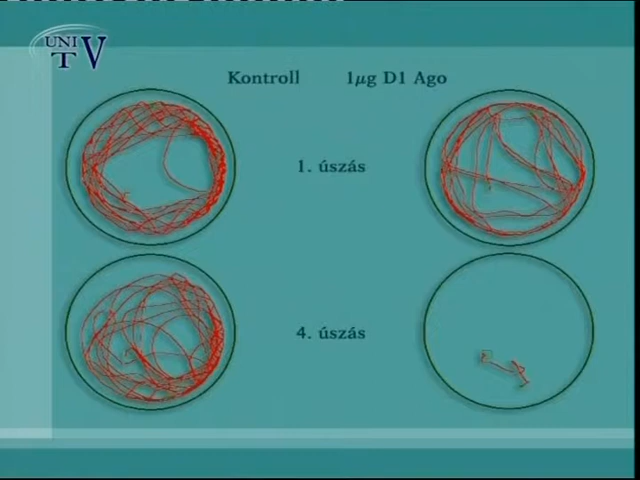 UNI
TV
Kontroll 1µg D1 Ago
1. úszás
4. úszás